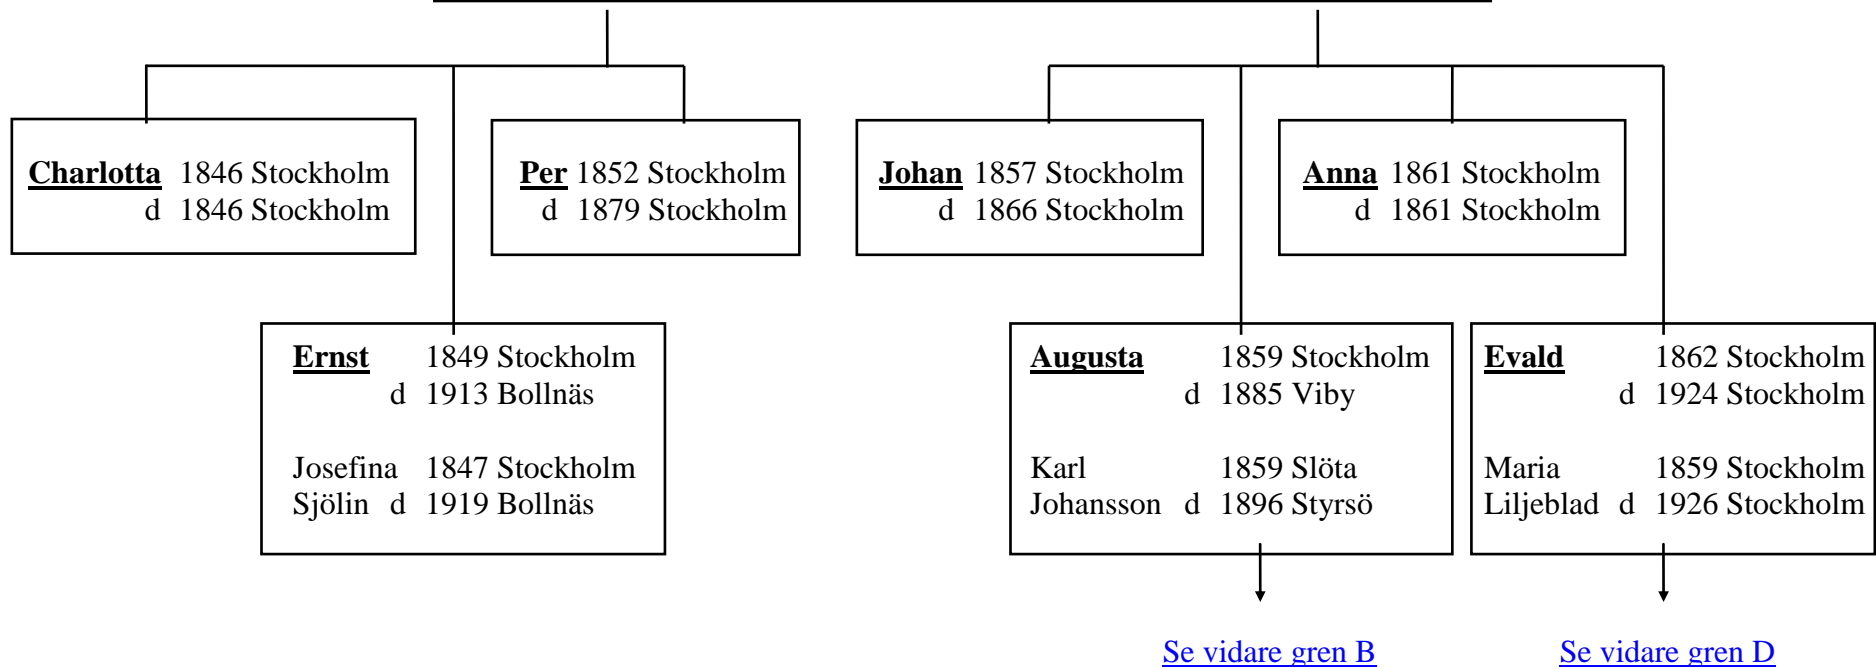 Charlotta 1846 Stockholm
d 1846 Stockholm
Per 1852 Stockholm
d 1879 Stockholm
Johan 1857 Stockholm
d 1866 Stockholm
Anna 1861 Stockholm
d 1861 Stockholm
Ernst 1849 Stockholm
d 1913 Bollnäs
Josefina 1847 Stockholm
Sjölin d 1919 Bollnäs
Augusta 1859 Stockholm
d 1885 Viby
Karl 1859 Slöta
Johansson d 1896 Styrsö
Evald 1862 Stockholm
d 1924 Stockholm
Maria 1859 Stockholm
Liljeblad d 1926 Stockholm
Se vidare gren B
Se vidare gren D